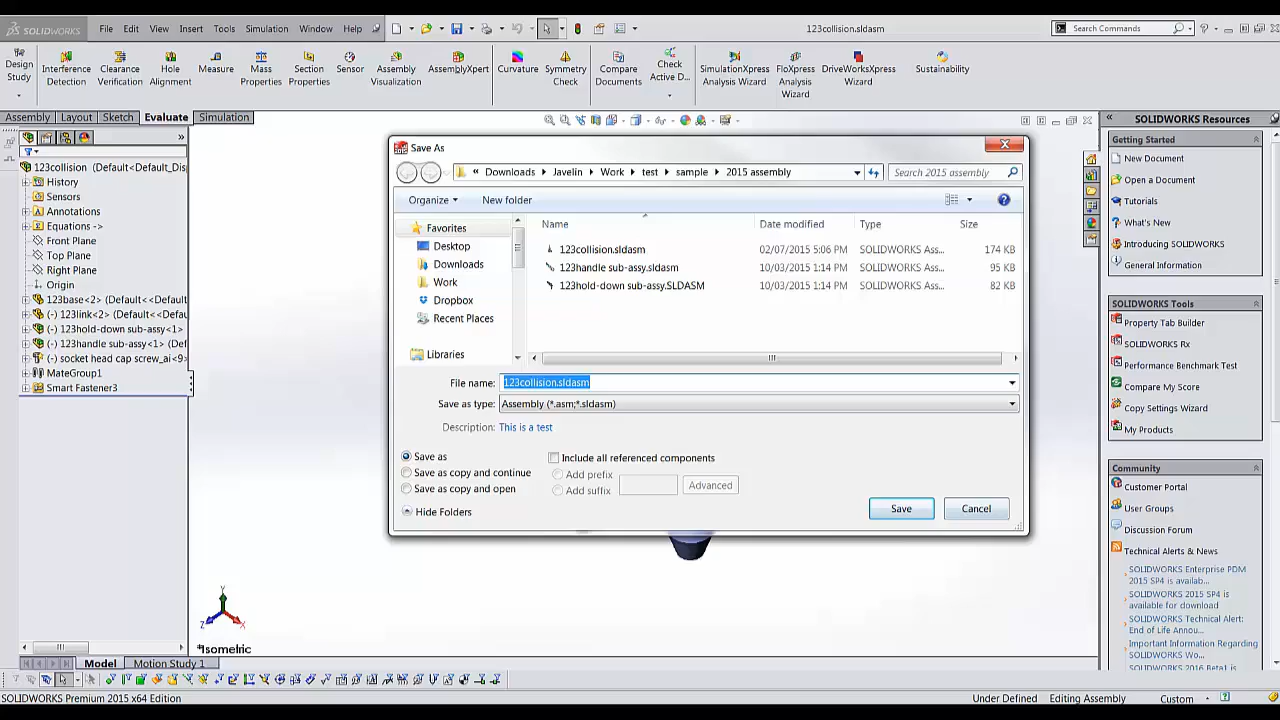 SOLIDWORKS File Edit View Insert Tools Simulation Window Help 123collision.sldasm Search Commands
Design Study Interference Detection Clearance Verification Hole Alignment Measure Mass Properties Section Properties Sensor Assembly Visualization AssemblyXpert Curvature Symmetry Check Compare Documents Check Active D... SimulationXpress Analysis Wizard FloXpress Analysis Wizard DriveWorksXpress Wizard Sustainability
Assembly Layout Sketch Evaluate Simulation
123collision (Default<Default_Disp
History
Sensors
Annotations
Equations ->
Front Plane
Top Plane
Right Plane
Origin
123base<2> (Default<<Default_D
(-) 123link<2> (Default<<Defau
(-) 123hold-down sub-assy<1>
(-) 123handle sub-assy<1> (Def
(-) socket head cap screw_ai<9>
MateGroup1
Smart Fastener3
Save As
« Downloads Javelin Work test sample 2015 assembly Search 2015 assembly
Organize New folder
Favorites
Desktop
Downloads
Work
Dropbox
Recent Places
Libraries
Name Date modified Type Size
123collision.sldasm 02/07/2015 5:06 PM SOLIDWORKS Ass... 174 KB
123handle sub-assy.sldasm 10/03/2015 1:14 PM SOLIDWORKS Ass... 95 KB
123hold-down sub-assy.SLDASM 10/03/2015 1:14 PM SOLIDWORKS Ass... 82 KB
File name: 123collision.sldasm
Save as type: Assembly (*.asm;*.sldasm)
Description: This is a test
Save as
Save as copy and continue
Save as copy and open
Include all referenced components
Add prefix
Add suffix
Advanced
Hide Folders
Save Cancel
SOLIDWORKS Resources
Getting Started
New Document
Open a Document
Tutorials
What's New
Introducing SOLIDWORKS
General Information
SOLIDWORKS Tools
Property Tab Builder
SOLIDWORKS Rx
Performance Benchmark Test
Compare My Score
Copy Settings Wizard
My Products
Community
Customer Portal
User Groups
Discussion Forum
Technical Alerts & News
SOLIDWORKS Enterprise PDM
2015 SP4 is availab...
SOLIDWORKS 2015 SP4 is
available for download
SOLIDWORKS Technical Alert:
End of Life Annou...
Important Information Regarding
SOLIDWORKS Wo...
SOLIDWORKS 2016 Beta1 is
Y
Z
X
*Isometric
Model Motion Study 1
SOLIDWORKS Premium 2015 x64 Edition Under Defined Editing Assembly Custom